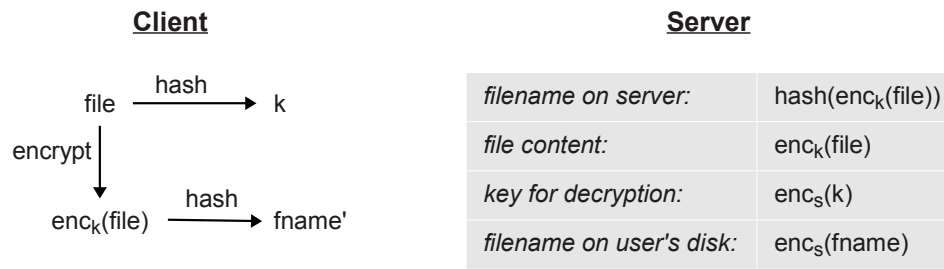 Client
hash
file
k
encrypt
enck(file)
hash
fname'
Server
filename on server: hash(enck(file))
file content: enck(file)
key for decryption: encs(k)
filename on user's disk: encs(fname)